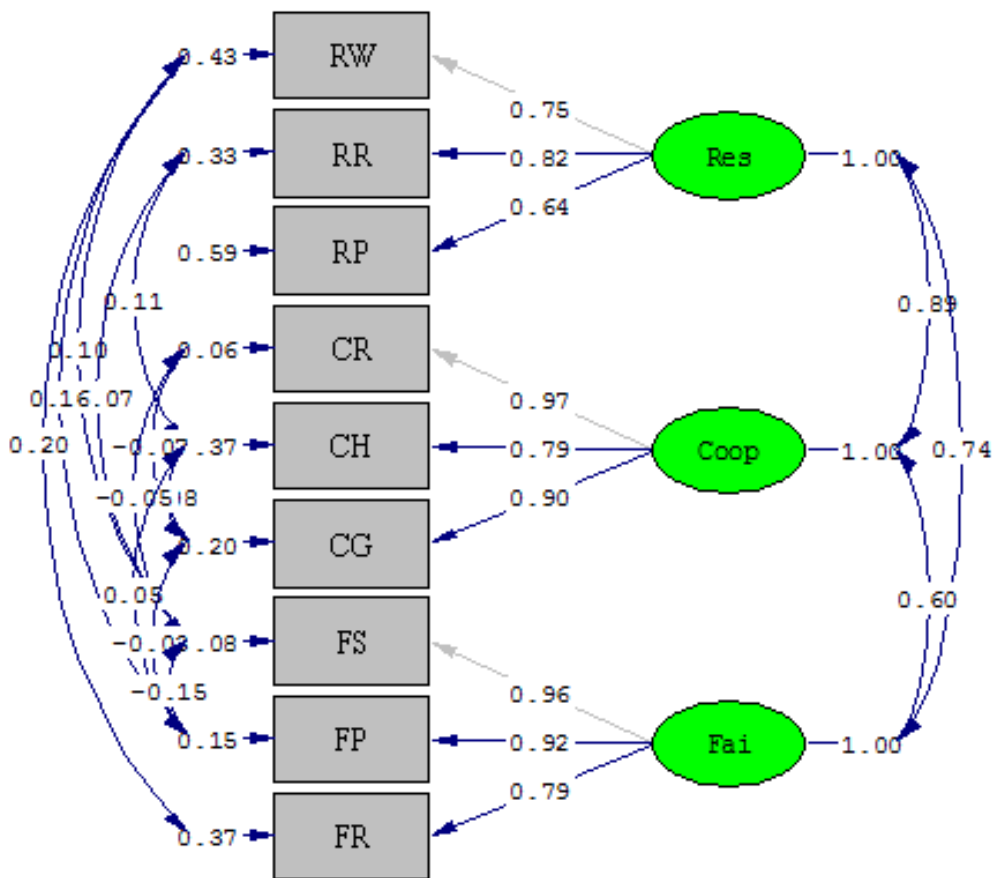 0.43 RW
0.75
0.33 RR 0.82 Res 1.00
0.64
0.59 RP
0.11 0.89
0.10 0.06 CR
0.16 .07 0.97
0.20 -0.07 .37 CH 0.79 Coop 1.00 0.74
-0.05 8 0.90
0.20 CG
0.05 0.60
-0.03 .08 FS
-0.15 0.96
0.15 FP 0.92 Fai 1.00
0.79
0.37 FR